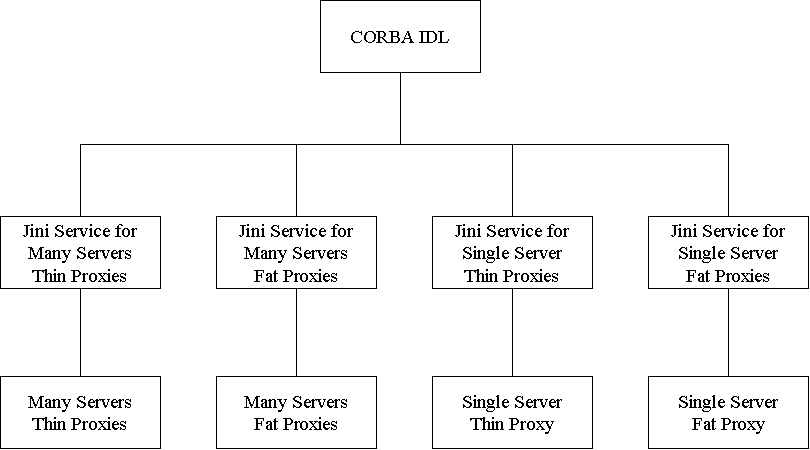 CORBA IDL
Jini Service for
Many Servers
Thin Proxies
Jini Service for
Many Servers
Fat Proxies
Jini Service for
Single Server
Thin Proxies
Jini Service for
Single Server
Fat Proxies
Many Servers
Thin Proxies
Many Servers
Fat Proxies
Single Server
Thin Proxy
Single Server
Fat Proxy